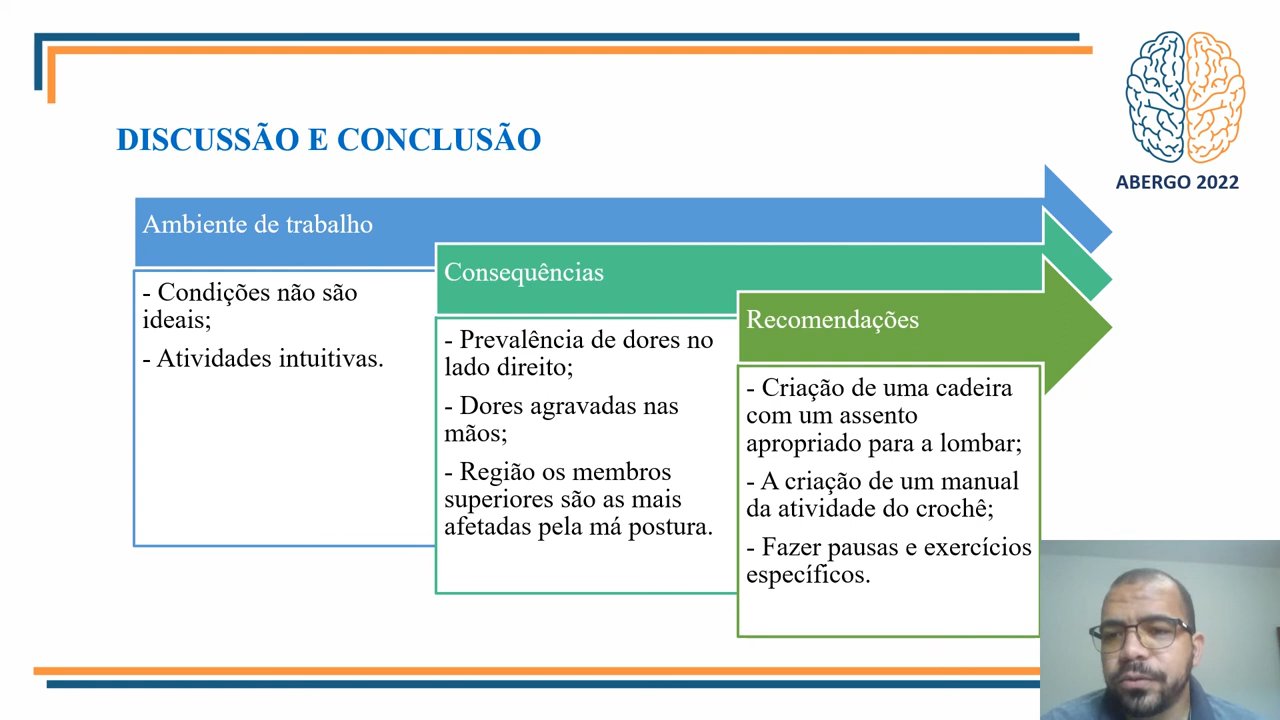 DISCUSSÃO E CONCLUSÃO
ABERGO 2022
Ambiente de trabalho
- Condições não são
ideais;
- Atividades intuitivas.
Consequências
- Prevalência de dores no
lado direito;
- Dores agravadas nas
mãos;
- Região os membros
superiores são as mais
afetadas pela má postura.
Recomendações
- Criação de uma cadeira
com um assento
apropriado para a lombar;
- A criação de um manual
da atividade do crochê;
- Fazer pausas e exercícios
específicos.